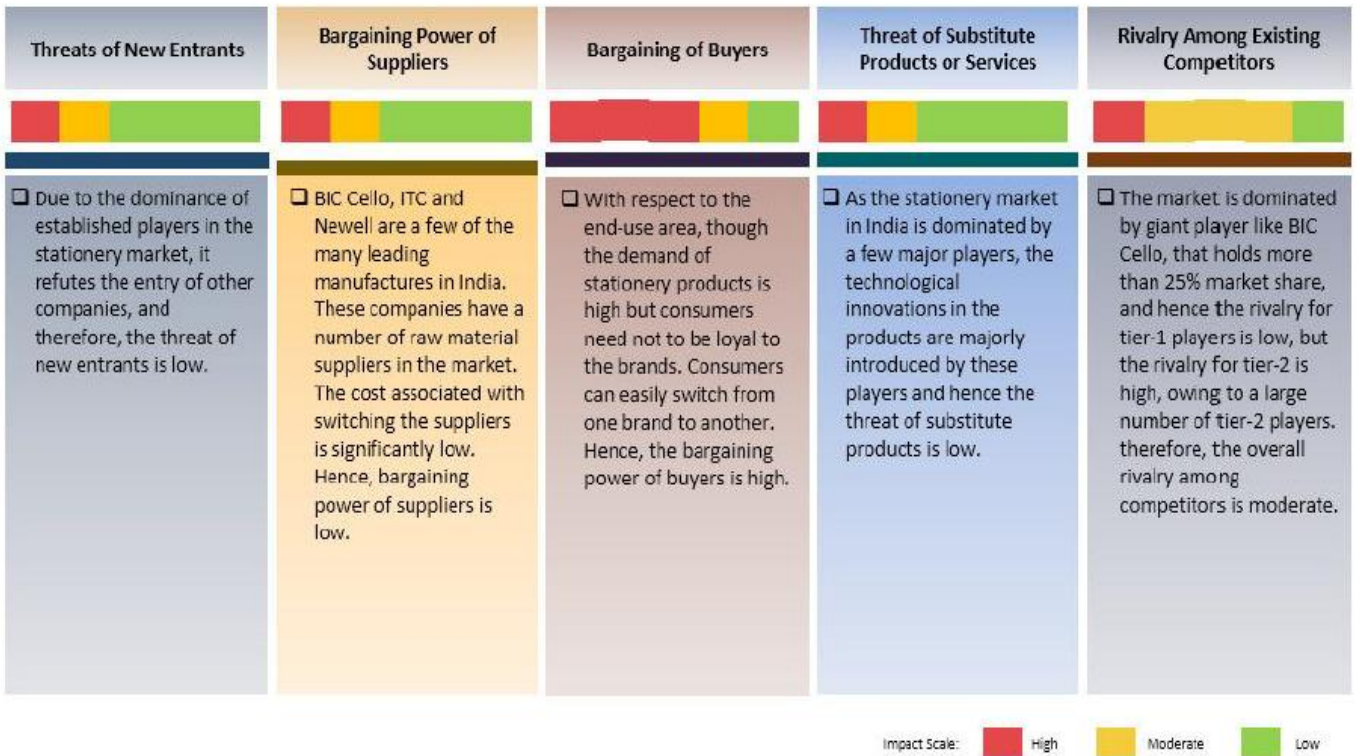 Threats of New Entrants
Bargaining Power of
Suppliers
Bargaining of Buyers
Threat of Substitute
Products or Services
Rivalry Among Existing
Competitors
❑ Due to the dominance of
established players in the
stationery market, it
refutes the entry of other
companies, and
therefore, the threat of
new entrants is low.
❑ BIC Cello, ITC and
Newell are a few of the
many leading
manufactures in India.
These companies have a
number of raw material
suppliers in the market.
The cost associated with
switching the suppliers
is significantly low.
Hence, bargaining
power of suppliers is
low.
❑ With respect to the
end-use area, though
the demand of
stationery products is
high but consumers
need not to be loyal to
the brands. Consumers
can easily switch from
one brand to another.
Hence, the bargaining
power of buyers is high.
❑ As the stationery market
in India is dominated by
a few major players, the
technological
innovations in the
products are majorly
introduced by these
players and hence the
threat of substitute
products is low.
❑ The market is dominated
by giant player like BIC
Cello, that holds more
than 25% market share,
and hence the rivalry for
tier-1 players is low, but
the rivalry for tier-2 is
high, owing to a large
number of tier-2 players.
therefore, the overall
rivalry among
competitors is moderate.
Impact Scale: High Moderate Low